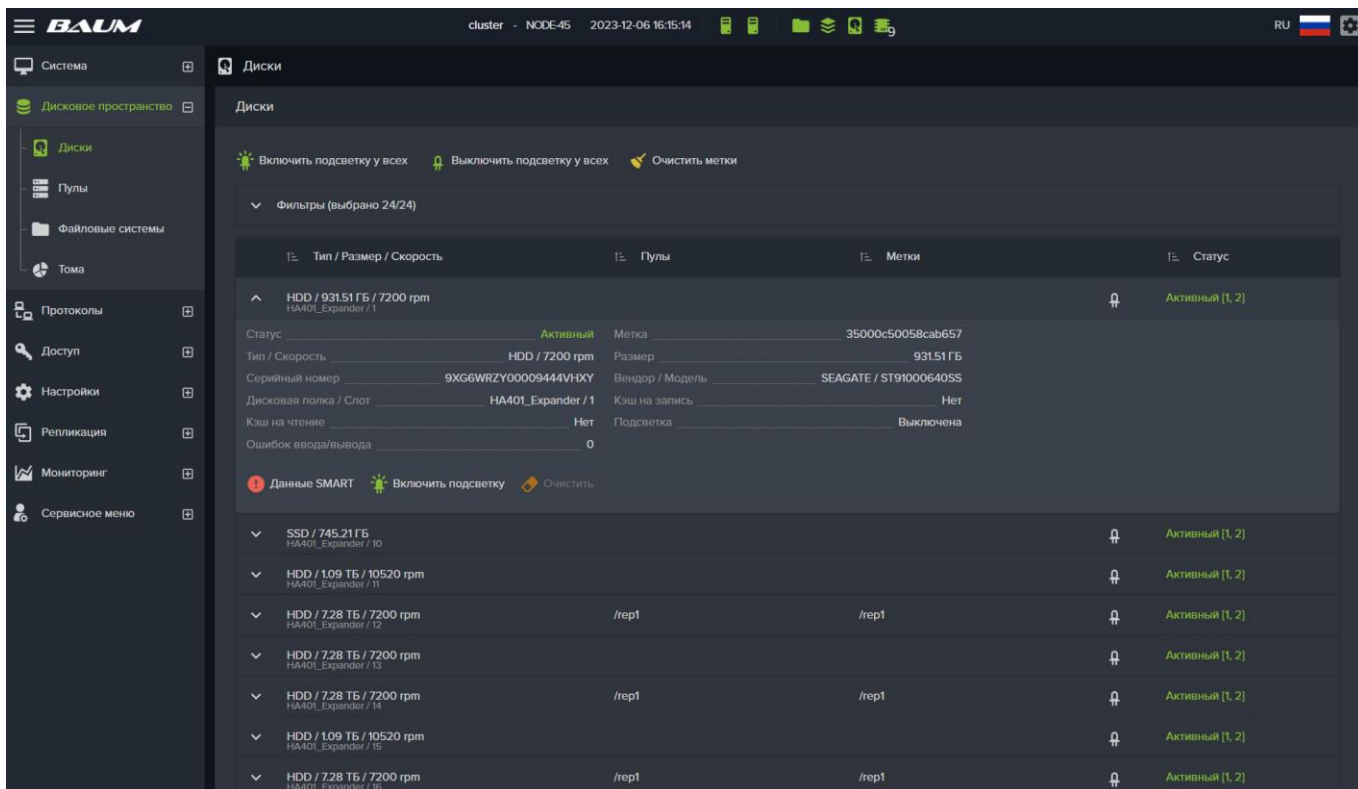 BAUM
cluster - NODE-45 2023-12-06 16:15:14 9 RU
Система
Дисковое пространство
Диски
Пулы
Файловые системы
Тома
Протоколы
Доступ
Настройки
Репликация
Мониторинг
Сервисное меню
Диски
Диски
Включить подсветку у всех Выключить подсветку у всех Очистить метки
Фильтры (выбрано 24/24)
Тип / Размер / Скорость Пулы Метки Статус
HDD / 931.51 ГБ / 7200 rpm Активный [1, 2]
HA401_Expander / 1
Статус Активный Метка 35000c50058cab657
Тип / Скорость HDD / 7200 rpm Размер 931.51 ГБ
Серийный номер 9XG6WRZY00009444VHXY Вендор / Модель SEAGATE / ST91000640SS
Дисковая полка / Слот HA401_Expander / 1 Кэш на запись Нет
Кэш на чтение Нет Подсветка Выключена
Ошибок ввода/вывода 0
Данные SMART Включить подсветку Очистить
SSD / 745.21 ГБ Активный [1, 2]
HA401_Expander / 10
HDD / 1.09 ТБ / 10520 rpm Активный [1, 2]
HA401_Expander / 11
HDD / 7.28 ТБ / 7200 rpm /rep1 /rep1 Активный [1, 2]
HA401_Expander / 12
HDD / 7.28 ТБ / 7200 rpm Активный [1, 2]
HA401_Expander / 13
HDD / 7.28 ТБ / 7200 rpm /rep1 /rep1 Активный [1, 2]
HA401_Expander / 14
HDD / 1.09 ТБ / 10520 rpm Активный [1, 2]
HA401_Expander / 15
HDD / 7.28 ТБ / 7200 rpm /rep1 /rep1 Активный [1, 2]
HA401_Expander / 16